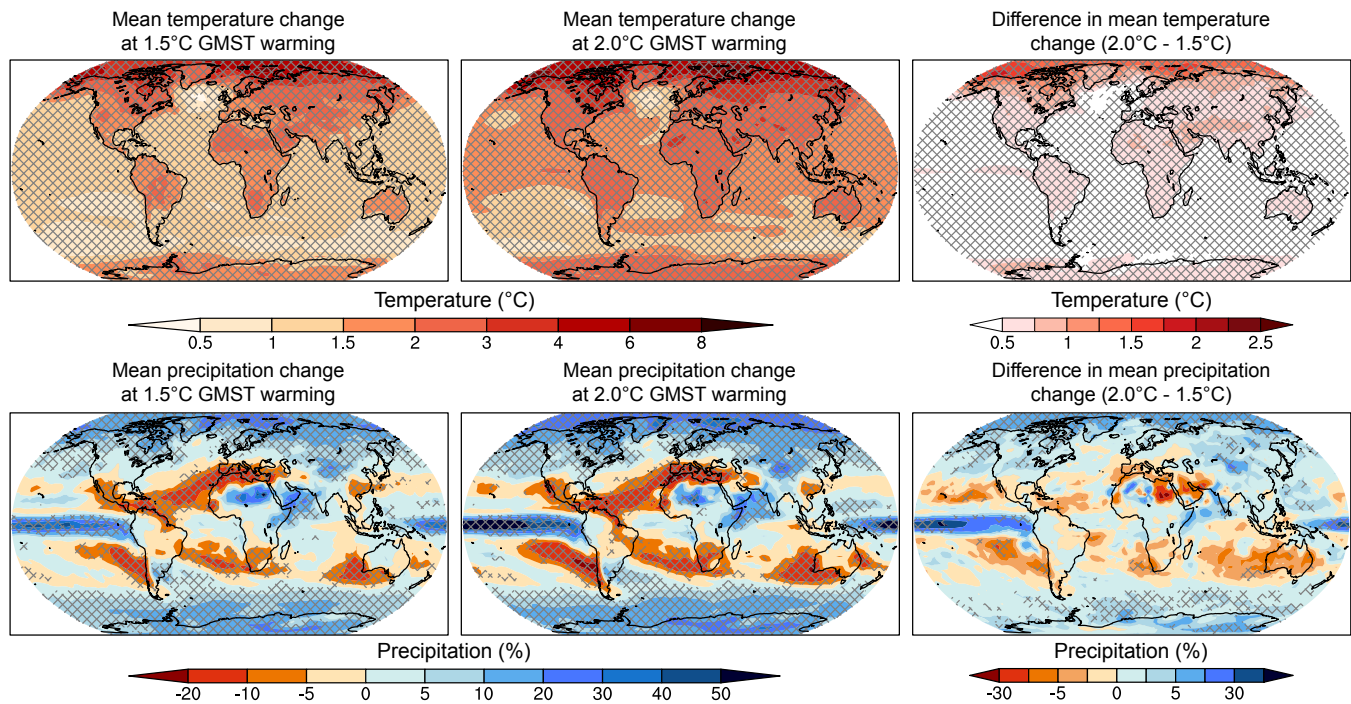 Mean temperature change
at 1.5°C GMST warming
Mean temperature change
at 2.0°C GMST warming
Difference in mean temperature
change (2.0°C - 1.5°C)
Temperature (°C)
0.5 1 1.5 2 3 4 6 8
Temperature (°C)
0.5 1 1.5 2 2.5
Mean precipitation change
at 1.5°C GMST warming
Mean precipitation change
at 2.0°C GMST warming
Difference in mean precipitation
change (2.0°C - 1.5°C)
Precipitation (%)
-20 -10 -5 0 5 10 20 30 40 50
Precipitation (%)
-30 -5 0 5 30